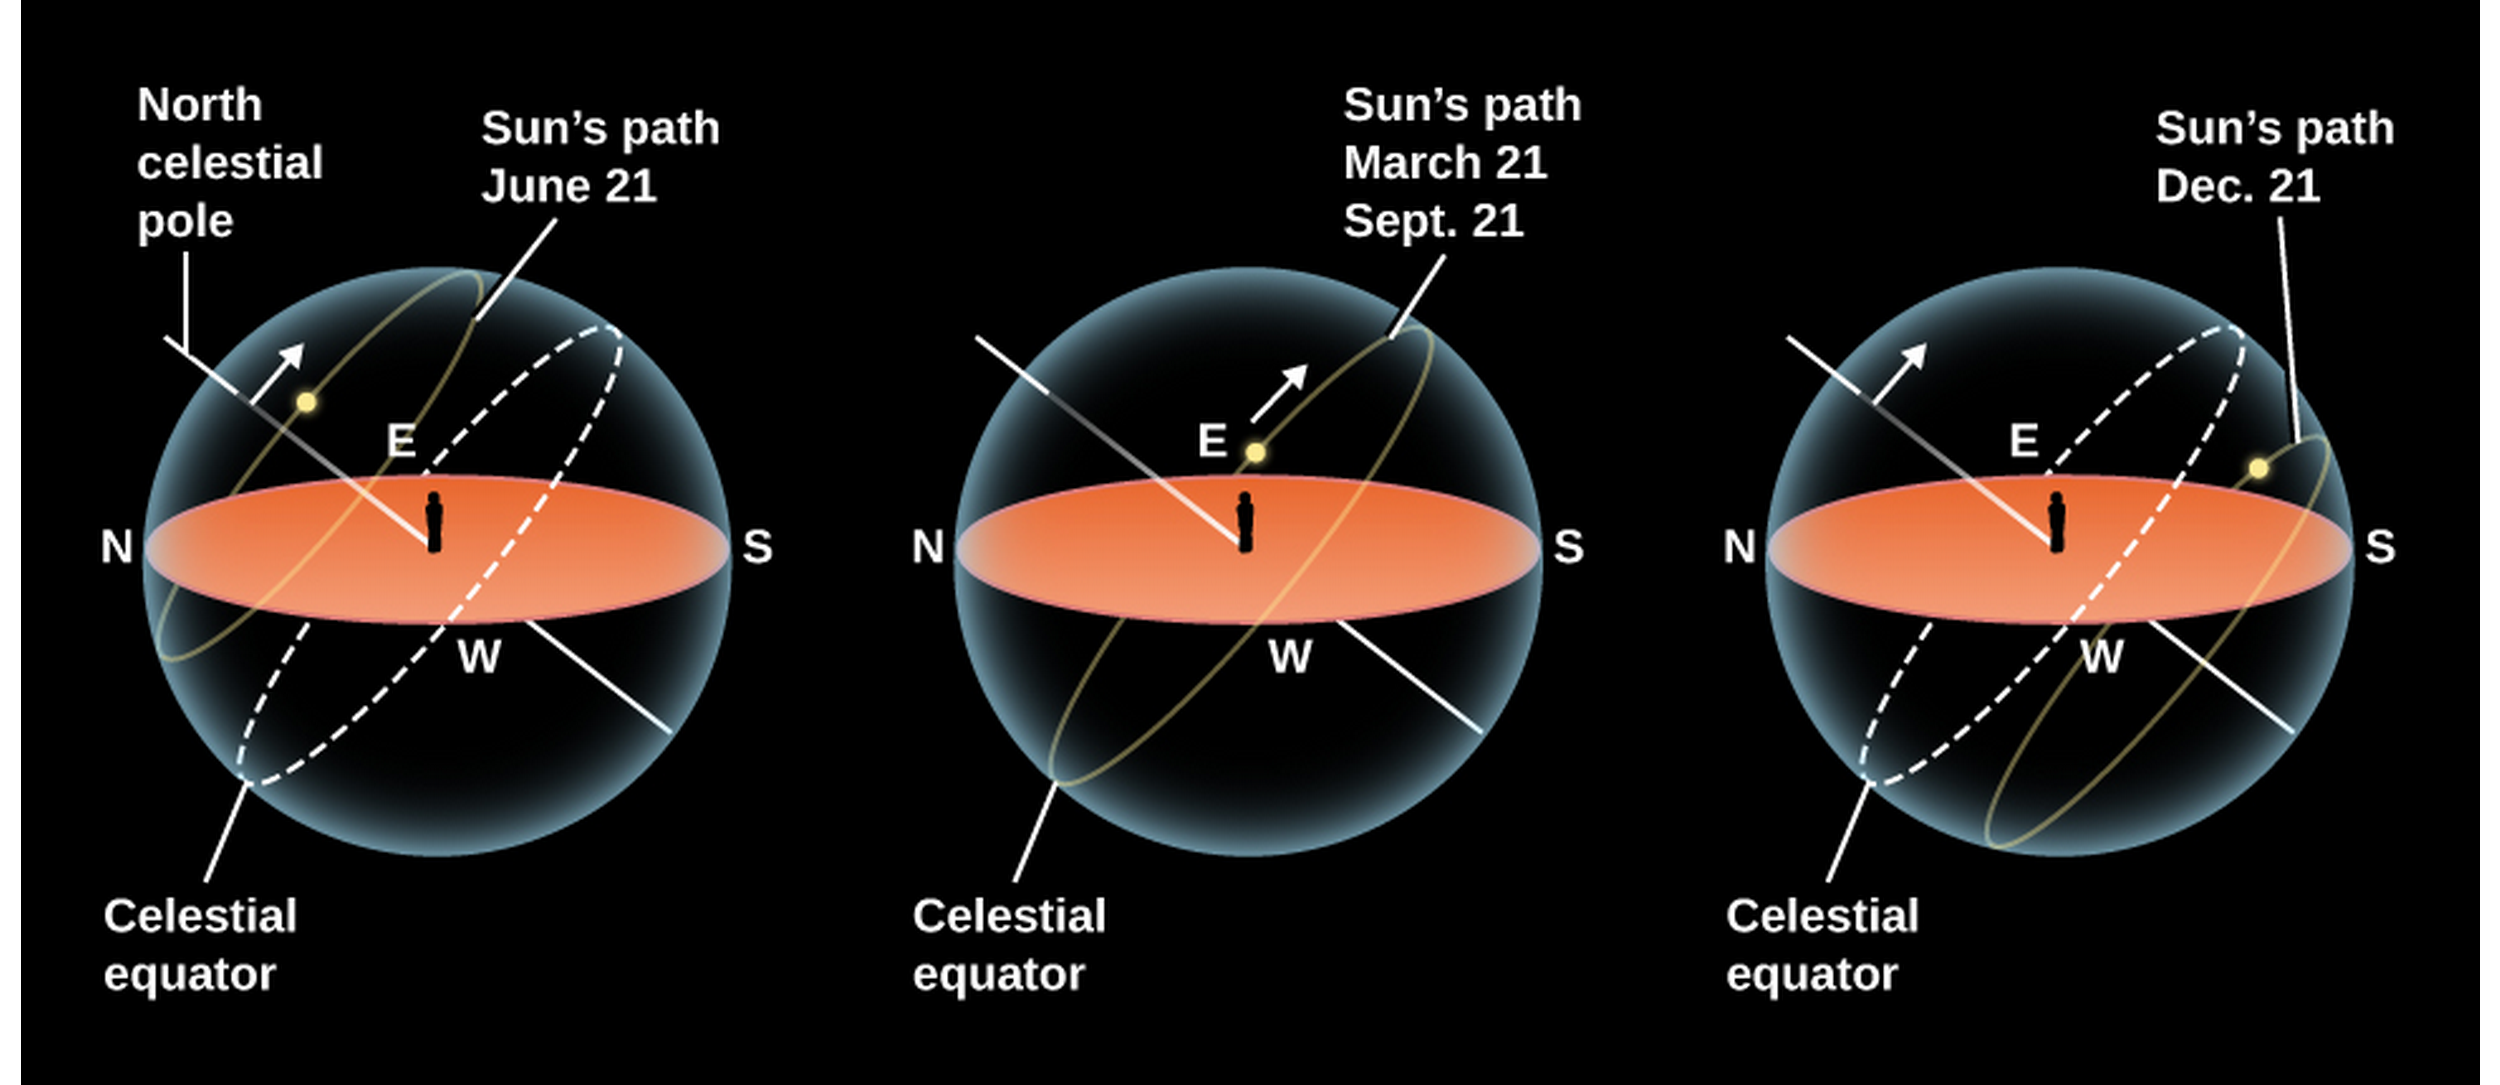 North
celestial
pole
Sun’s path
June 21
E
N
S
W
Celestial
equator
Sun’s path
March 21
Sept. 21
E
N
S
W
Celestial
equator
Sun’s path
Dec. 21
E
N
S
W
Celestial
equator